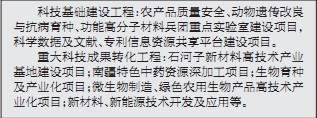 科技基础建设工程:农产品质量安全、动物遗传改良
与抗病育种、功能高分子材料兵团重点实验室建设项目,
科学数据及文献、专利信息资源共享平台建设项目。
重大科技成果转化工程:石河子新材料高技术产业
基地建设项目;南疆特色中药资源深加工项目;生物育种
及产业化项目;微生物制造、绿色农用生物产品高技术产
业化项目;新材料、新能源技术开发及应用等。